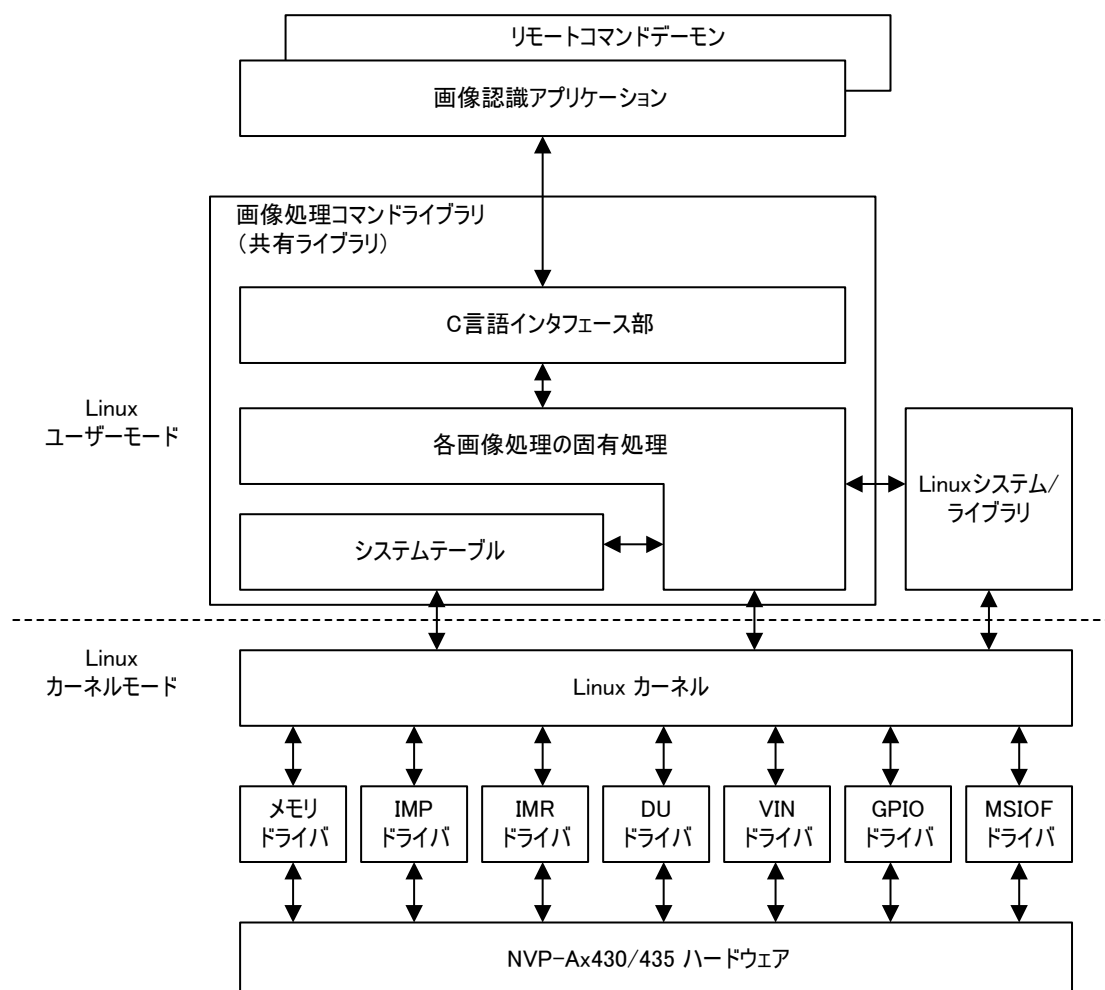 リモートコマンドデーモン
画像認識アプリケーション
画像処理コマンドライブラリ
（共有ライブラリ）
C言語インタフェース部
Linux
ユーザーモード
各画像処理の固有処理
Linuxシステム/
ライブラリ
システムテーブル
Linux
カーネルモード
Linux カーネル
メモリ
ドライバ
IMP
ドライバ
IMR
ドライバ
DU
ドライバ
VIN
ドライバ
GPIO
ドライバ
MSIOF
ドライバ
NVP-Ax430/435 ハードウェア